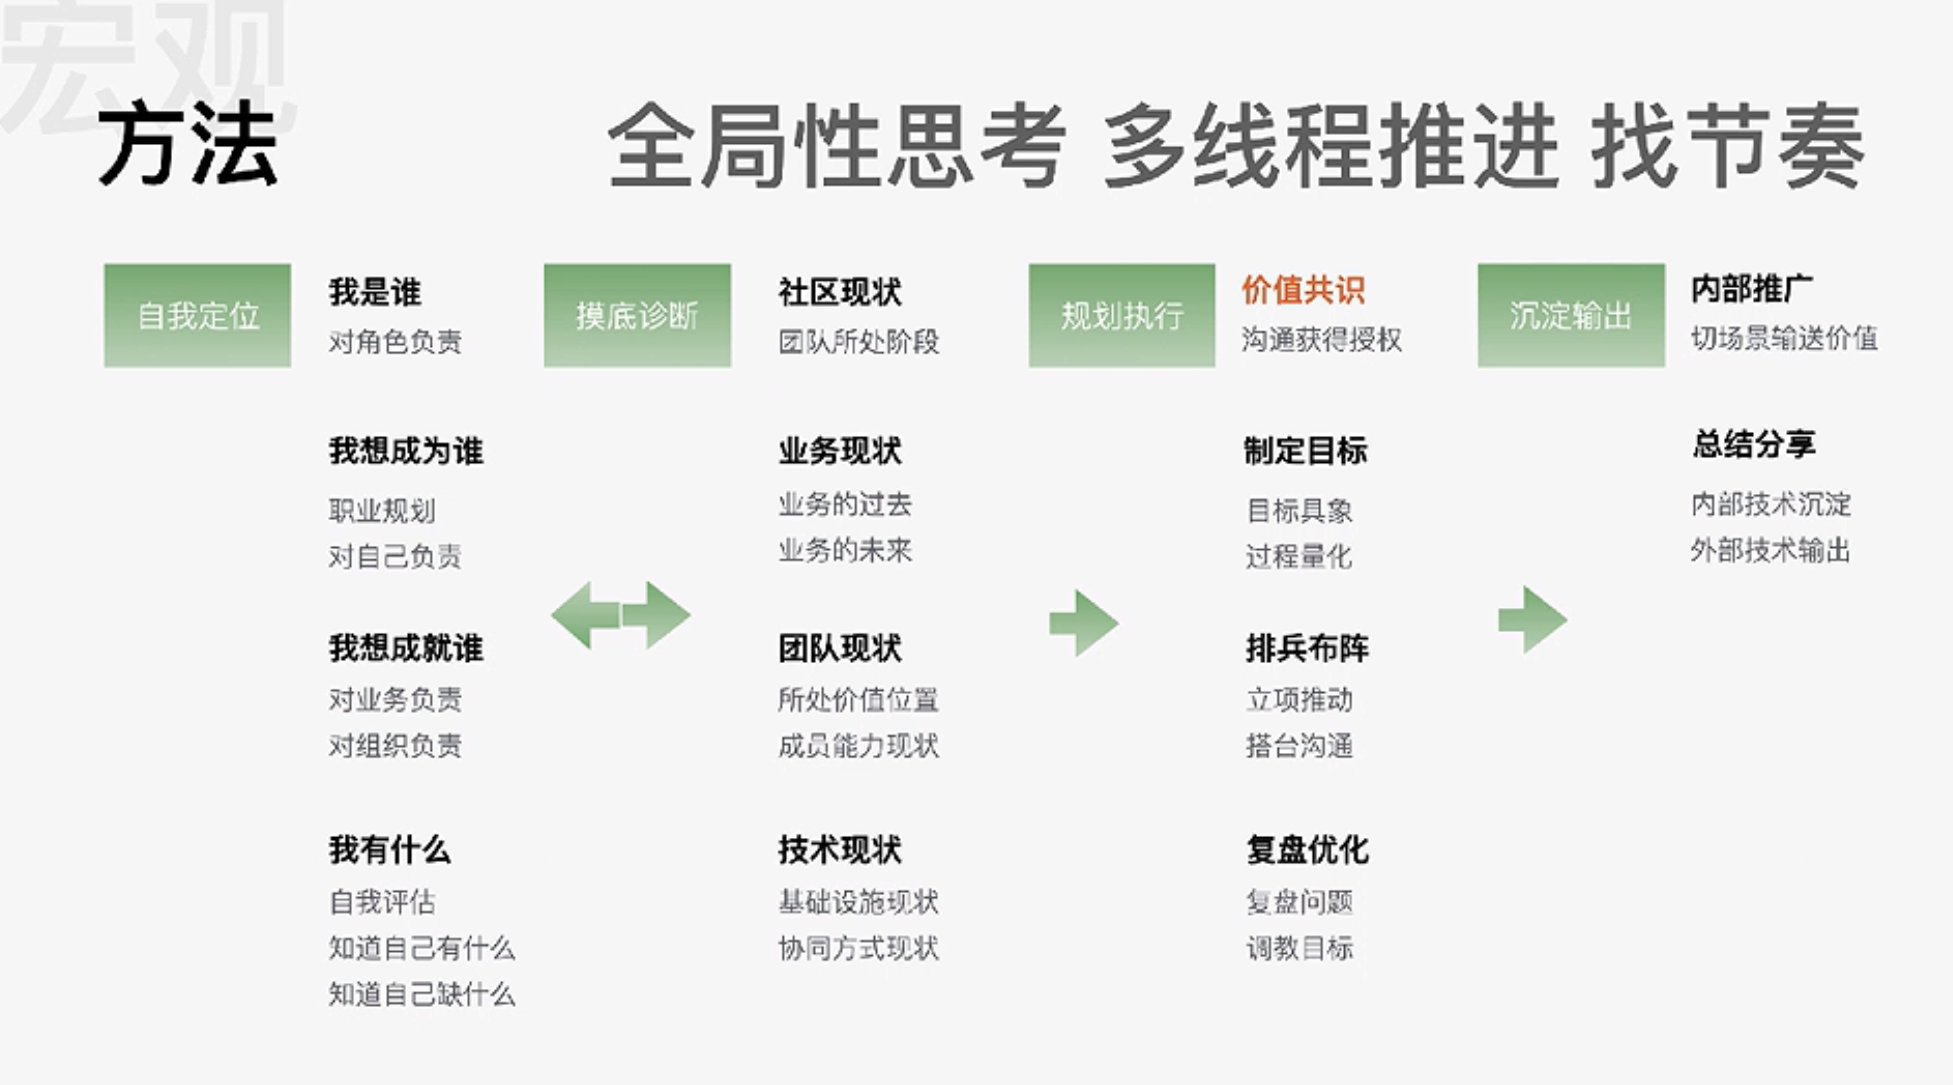 宏观
方法
全局性思考 多线程推进 找节奏
自我定位
我是谁
对角色负责
我想成为谁
职业规划
对自己负责
我想成就谁
对业务负责
对组织负责
我有什么
自我评估
知道自己有什么
知道自己缺什么
摸底诊断
社区现状
团队所处阶段
业务现状
业务的过去
业务的未来
团队现状
所处价值位置
成员能力现状
技术现状
基础设施现状
协同方式现状
规划执行
价值共识
沟通获得授权
制定目标
目标具象
过程量化
排兵布阵
立项推动
搭台沟通
复盘优化
复盘问题
调教目标
沉淀输出
内部推广
切场景输送价值
总结分享
内部技术沉淀
外部技术输出